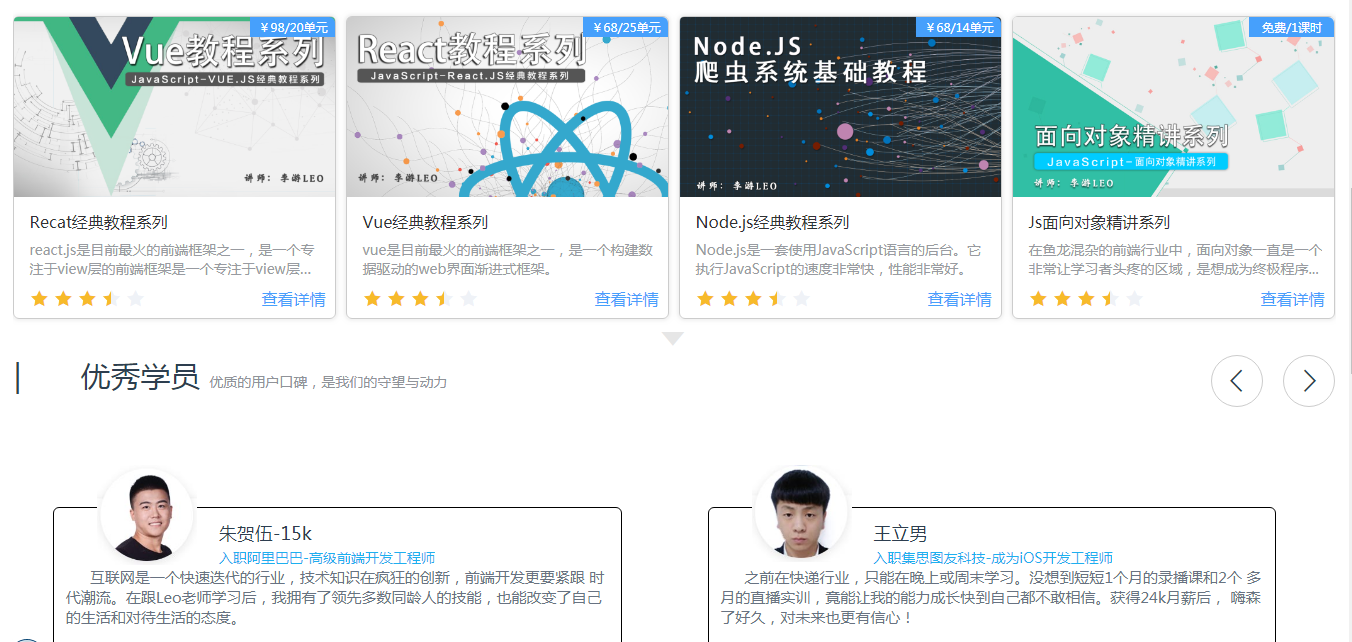 ¥98/20单元
Vue教程系列
JavaScript-VUE.JS经典教程系列
讲师: 李游LEO
Recat经典教程系列
react.js是目前最火的前端框架之一，是一个专
注于view层的前端框架是一个专注于view层...
查看详情
¥68/25单元
React教程系列
JavaScript-React.JS经典教程系列
讲师: 李游LEO
Vue经典教程系列
vue是目前最火的前端框架之一，是一个构建数
据驱动的web界面渐进式框架。
查看详情
¥68/14单元
Node.JS
爬虫系统基础教程
讲师: 李游LEO
Node.js经典教程系列
Node.js是一套使用JavaScript语言的后台。它
执行JavaScript的速度非常快，性能非常好。
查看详情
免费/1课时
面向对象精讲系列
JavaScript-面向对象精讲系列
讲师: 李游LEO
Js面向对象精讲系列
在鱼龙混杂的前端行业中，面向对象一直是一个
非常让学习者头疼的区域，是想成为终极程序...
查看详情
优秀学员 优质的用户口碑，是我们的守望与动力
朱贺伍-15k
入职阿里巴巴-高级前端开发工程师
互联网是一个快速迭代的行业，技术知识在疯狂的创新，前端开发更要紧跟 时
代潮流。在跟Leo老师学习后，我拥有了领先多数同龄人的技能，也能改变了自己
的生活和对待生活的态度。
王立男
入职集思图友科技-成为iOS开发工程师
之前在快递行业，只能在晚上或周末学习。没想到短短1个月的录播课和2个 多
月的直播实训，竟能让我的能力成长快到自己都不敢相信。获得24k月薪后， 嗨森
了好久，对未来也更有信心！